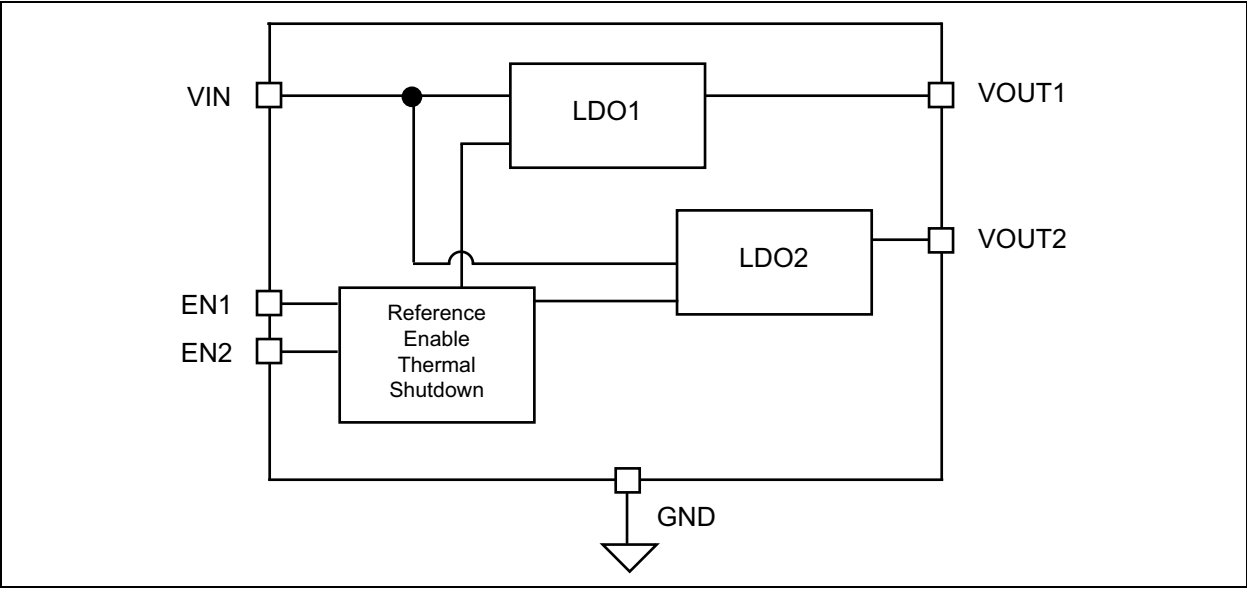 VIN
LDO1
VOUT1
LDO2
VOUT2
EN1
EN2
Reference
Enable
Thermal
Shutdown
GND